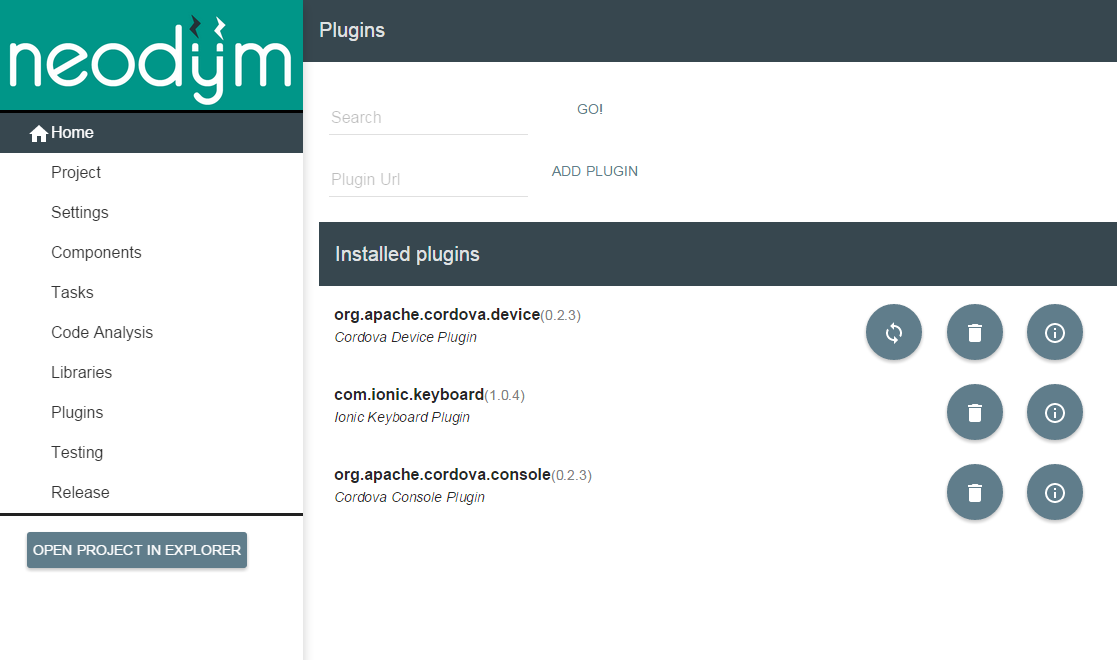 neodym
Home
Project
Settings
Components
Tasks
Code Analysis
Libraries
Plugins
Testing
Release
OPEN PROJECT IN EXPLORER
Plugins
Search
GO!
Plugin Url
ADD PLUGIN
Installed plugins
org.apache.cordova.device(0.2.3)
Cordova Device Plugin
com.ionic.keyboard(1.0.4)
Ionic Keyboard Plugin
org.apache.cordova.console(0.2.3)
Cordova Console Plugin